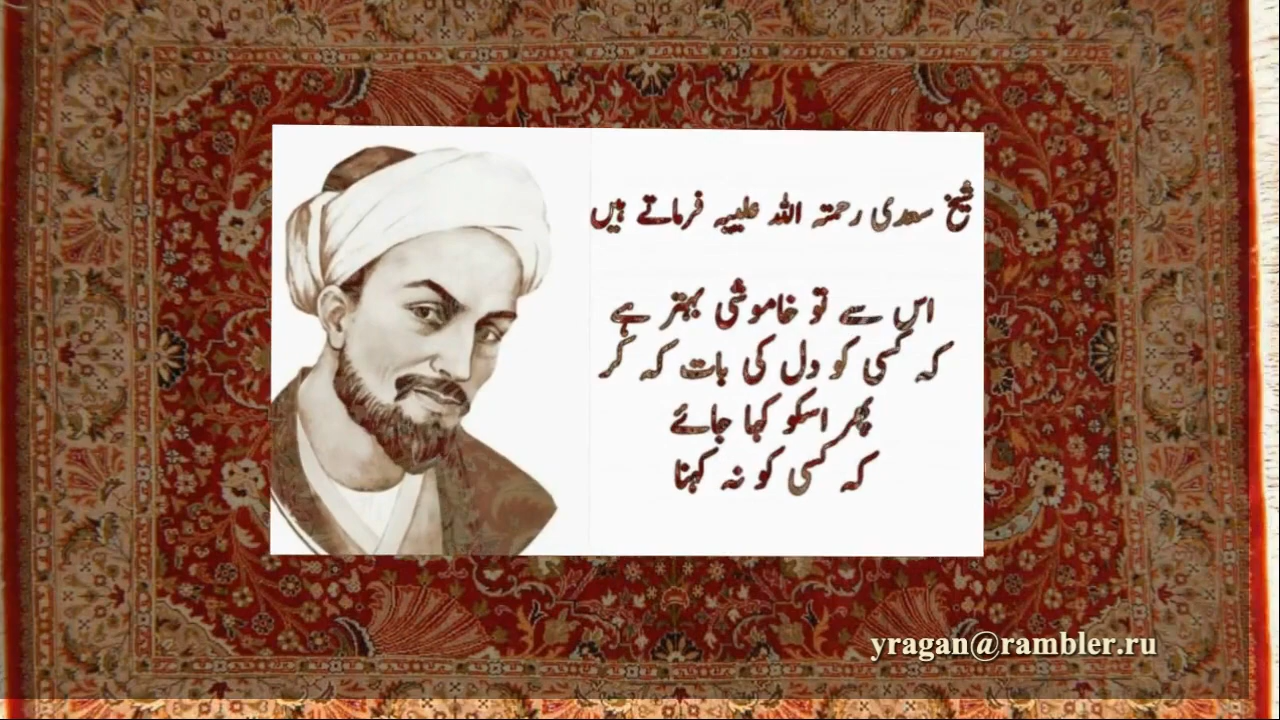 شیخ سعدی رحمتہ اللہ علیہ فرماتے ہیں
اس سے تو خاموشی بہتر ہے
کہ کسی کو دل کی بات کہ کر
پھر اسکو کہا جائے
کہ کسی کو نہ کہنا
yragan@rambler.ru